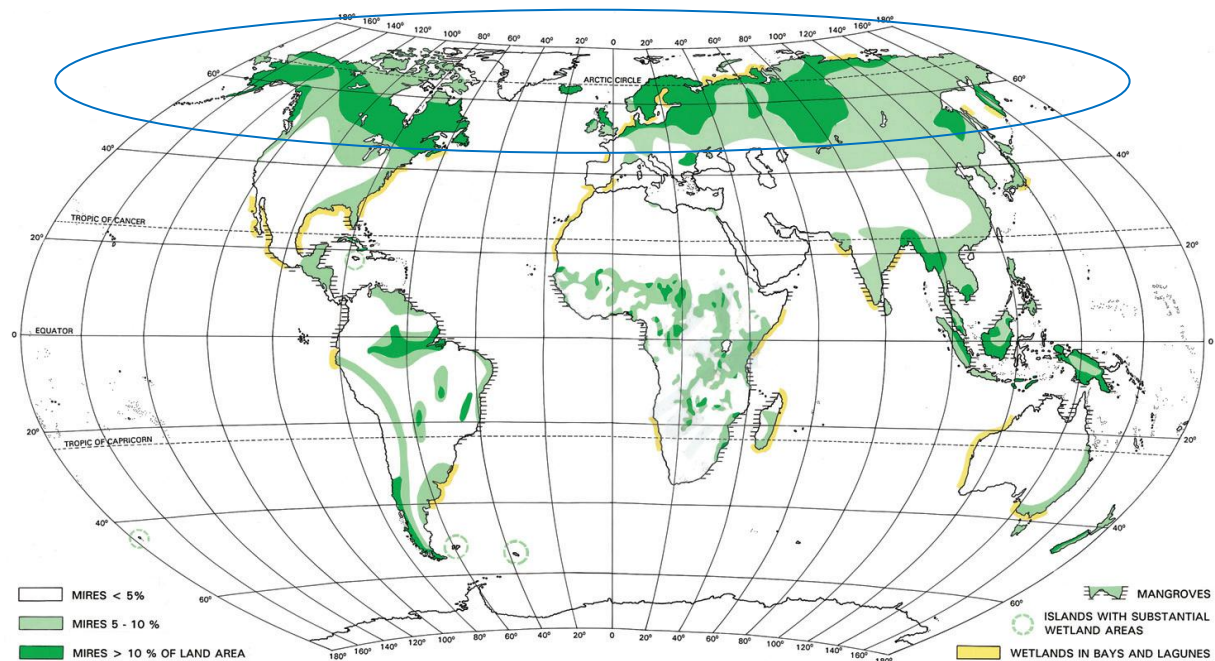 180° 160° 140° 120° 100° 80° 60° 40° 20° 0 20° 40° 60° 80° 100° 120° 140° 160° 180°
60° ARCTIC CIRCLE 60°
40° 40°
TROPIC OF CANCER
20° 20°
0 EQUATOR 0
20° 20°
TROPIC OF CAPRICORN
40° 40°
60° 60°
MIRES < 5%
MIRES 5 - 10 %
MIRES > 10 % OF LAND AREA
MANGROVES
ISLANDS WITH SUBSTANTIAL
WETLAND AREAS
WETLANDS IN BAYS AND LAGUNES
180° 160° 140° 120° 100° 80° 60° 40° 20° 0 20° 40° 60° 80° 100° 120° 140° 160° 180°